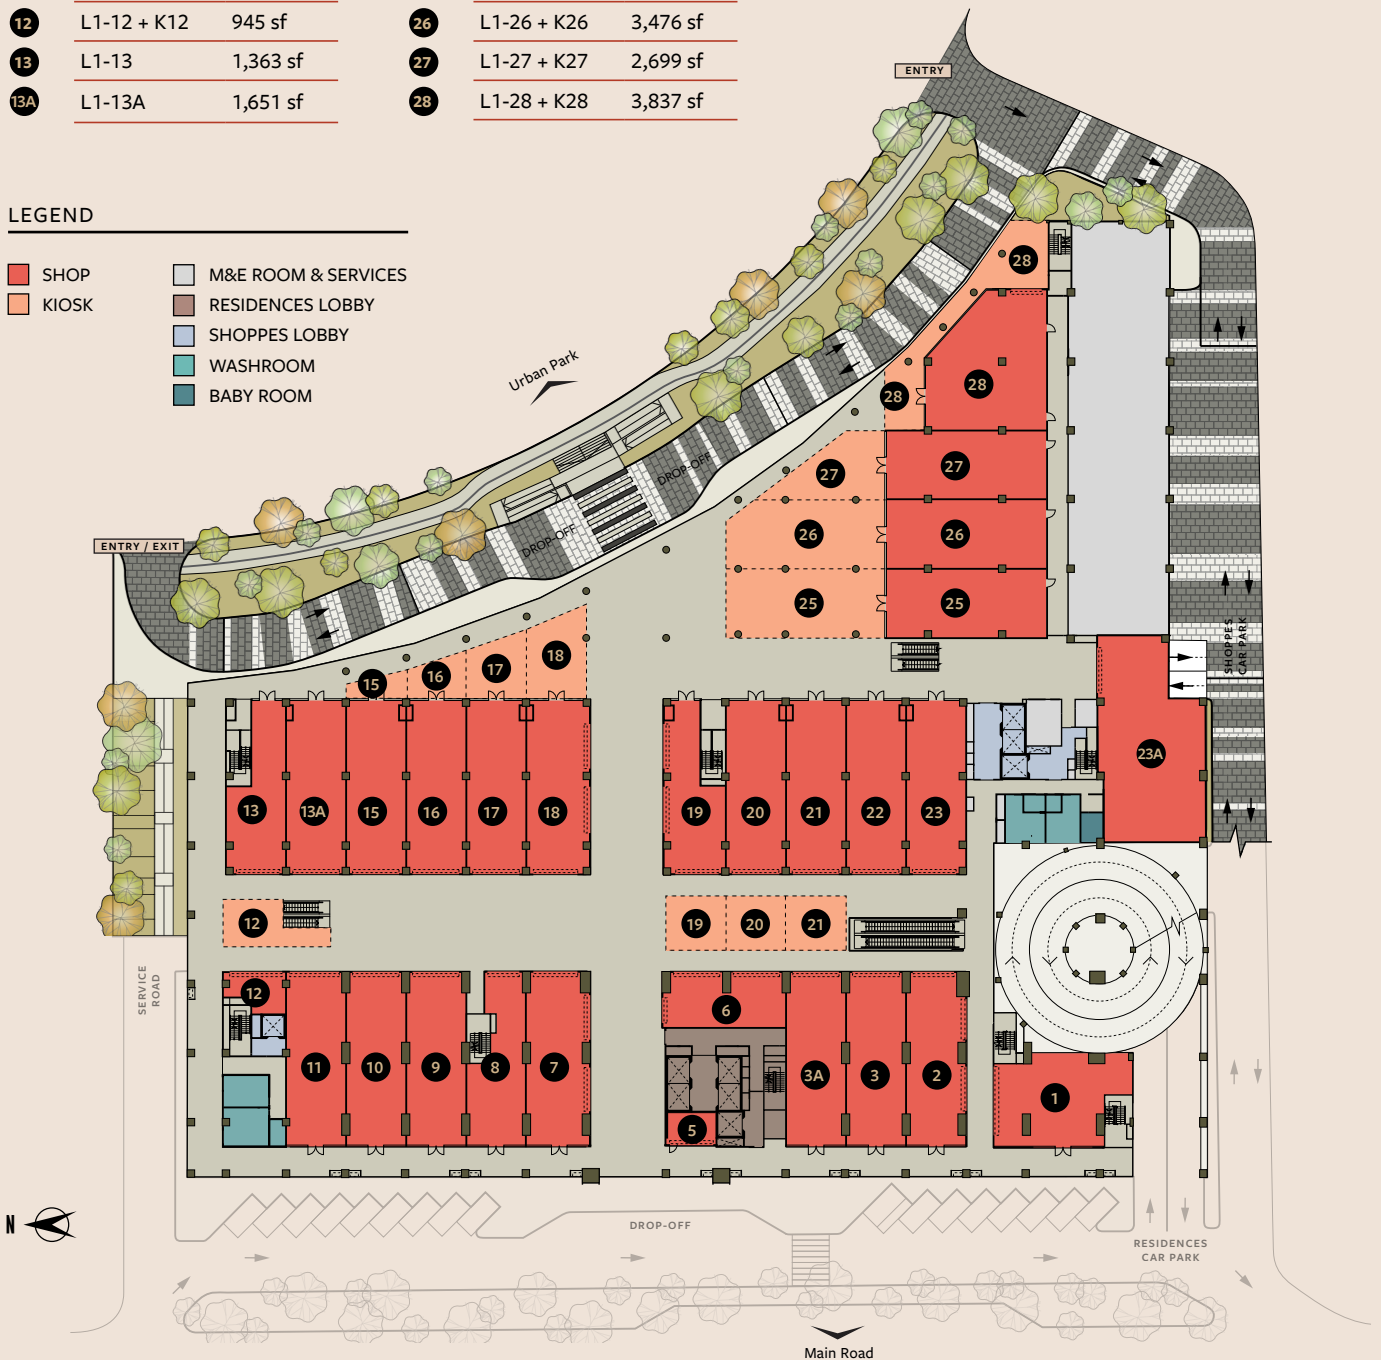 12 L1-12 + K12 945 sf
13 L1-13 1,363 sf
13A L1-13A 1,651 sf
26 L1-26 + K26 3,476 sf
27 L1-27 + K27 2,699 sf
28 L1-28 + K28 3,837 sf
ENTRY
LEGEND
SHOP
KIOSK
M&E ROOM & SERVICES
RESIDENCES LOBBY
SHOPPES LOBBY
WASHROOM
BABY ROOM
28
Urban Park
28
28
27
27
DROP-OFF
26
26
DROP-OFF
ENTRY / EXIT
25
25
SHOPPES
CAR PARK
18
17
16
15
23A
13
13A
15
16
17
18
19
20
21
22
23
12
19
20
21
SERVICE
ROAD
12
6
11
10
9
8
7
3A
3
2
1
5
N
DROP-OFF
RESIDENCES
CAR PARK
Main Road